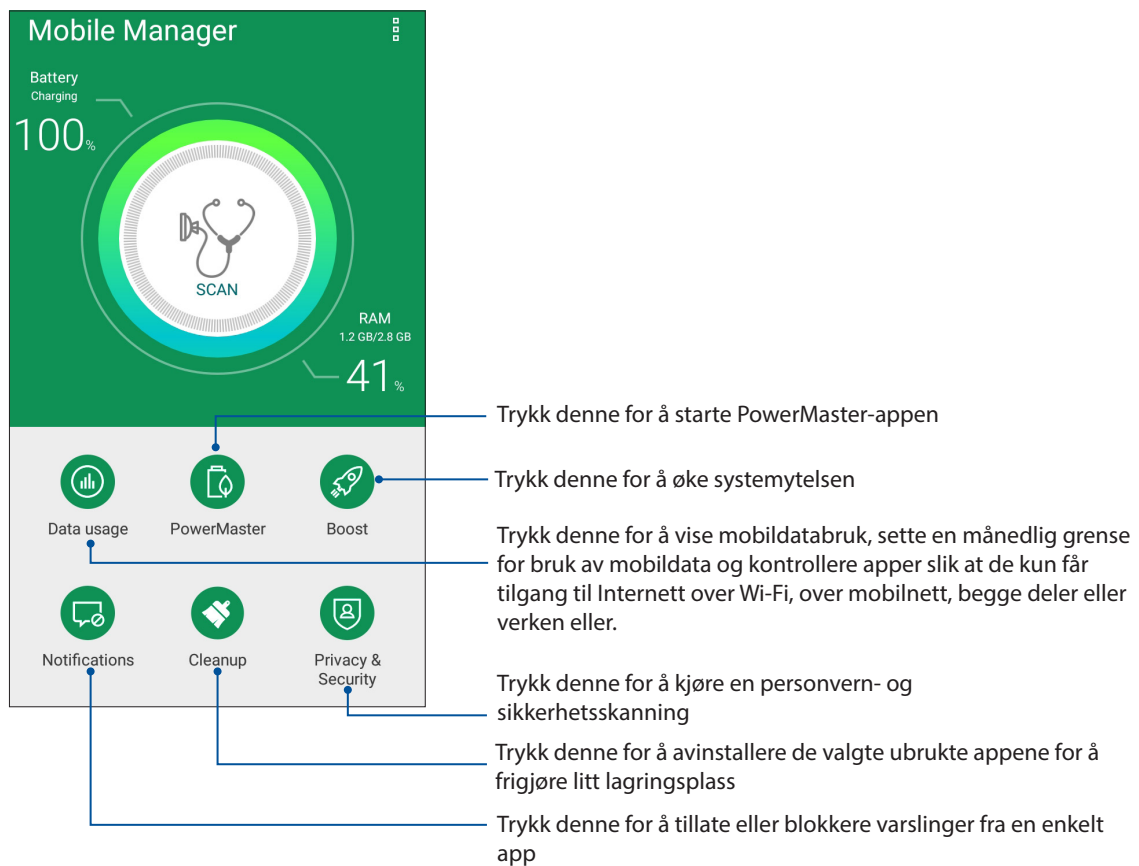 Mobile Manager
Battery
Charging
100%
SCAN
RAM
1.2 GB/2.8 GB
41%
Trykk denne for å starte PowerMaster-appen
Trykk denne for å øke systemytelsen
Data usage
PowerMaster
Boost
Trykk denne for å vise mobildatabruk, sette en månedlig grense
for bruk av mobildata og kontrollere apper slik at de kun får
tilgang til Internett over Wi-Fi, over mobilnett, begge deler eller
verken eller.
Notifications
Cleanup
Privacy &
Security
Trykk denne for å kjøre en personvern- og
sikkerhetsskanning
Trykk denne for å avinstallere de valgte ubrukte appene for å
frigjøre litt lagringsplass
Trykk denne for å tillate eller blokkere varslinger fra en enkelt
app